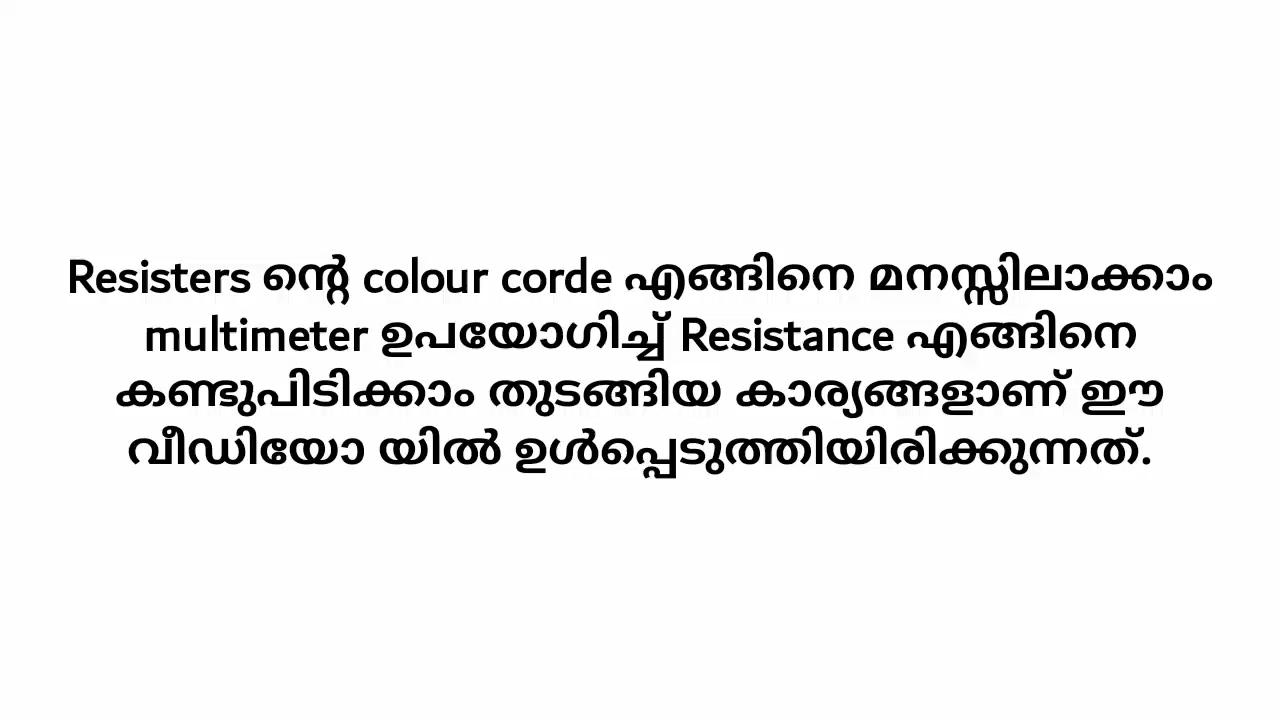 Resisters ന്റെ colour corde എങ്ങിനെ മനസ്സിലാക്കാം
multimeter ഉപയോഗിച്ച് Resistance എങ്ങിനെ
കണ്ടുപിടിക്കാം തുടങ്ങിയ കാര്യങ്ങളാണ് ഈ
വീഡിയോ യിൽ ഉൾപ്പെടുത്തിയിരിക്കുന്നത്.